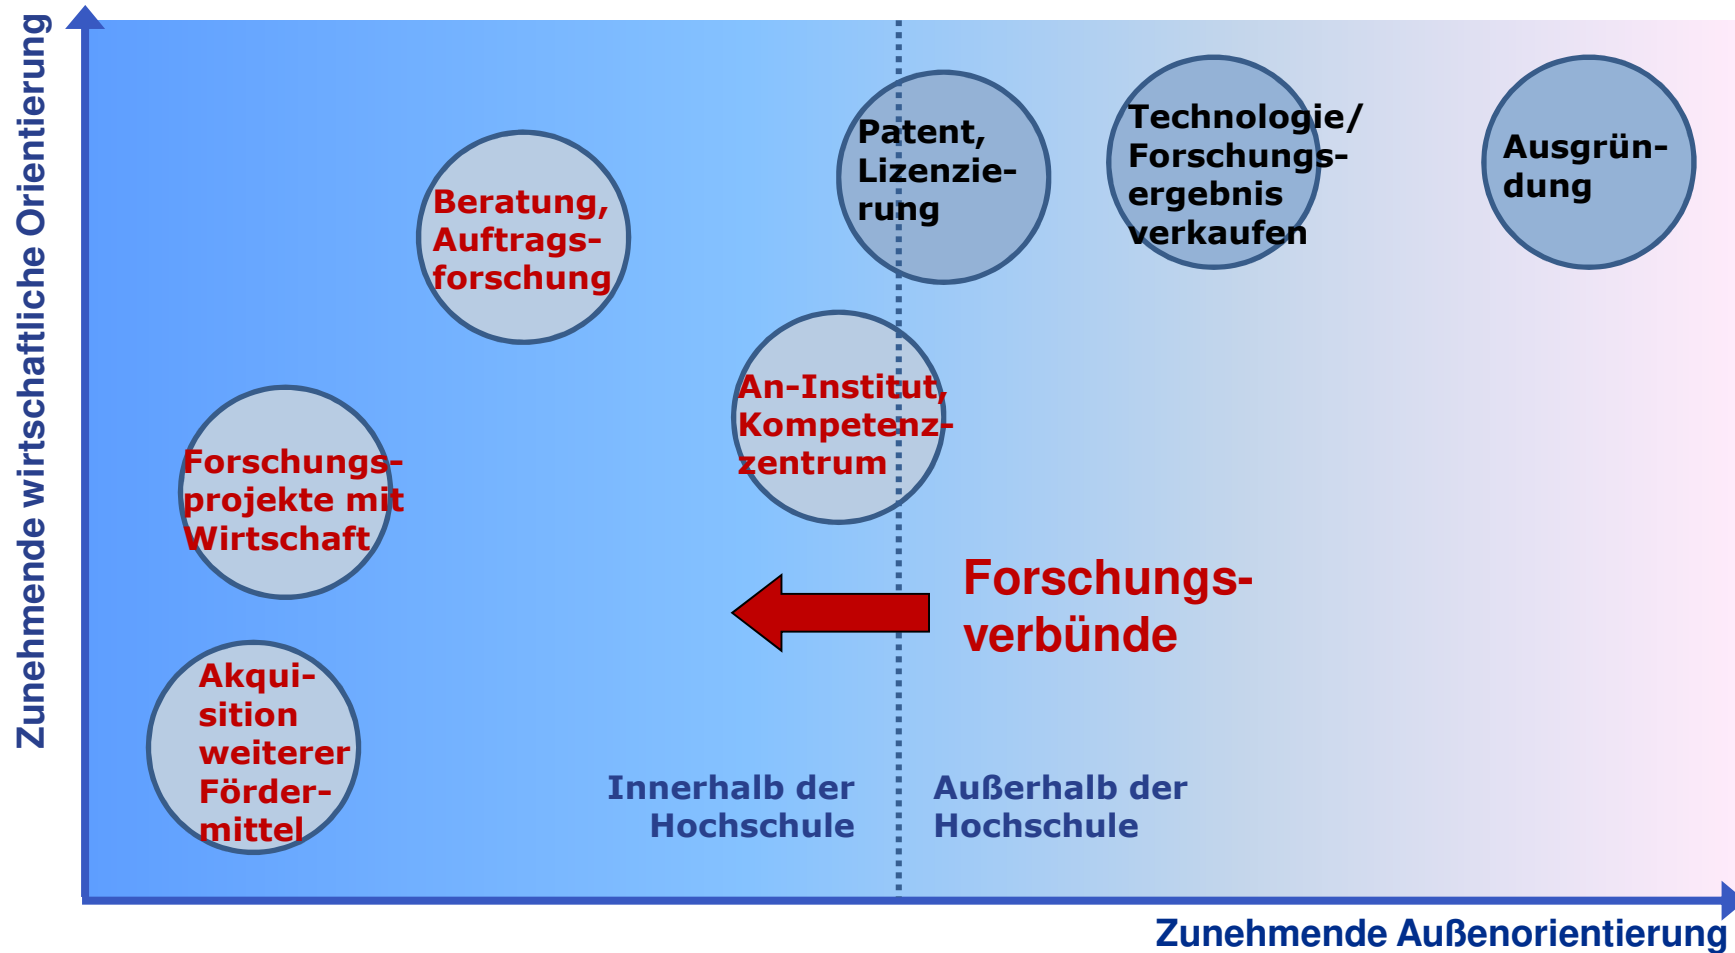 Zunehmende wirtschaftliche Orientierung
Patent,
Lizenzie-
rung
Technologie/
Forschungs-
ergebnis
verkaufen
Ausgrün-
dung
Beratung,
Auftrags-
forschung
An-Institut,
Kompetenz-
zentrum
Forschungs-
projekte mit
Wirtschaft
Forschungs-
verbünde
Akqui-
sition
weiterer
Förder-
mittel
Innerhalb der
Hochschule
Außerhalb der
Hochschule
Zunehmende Außenorientierung